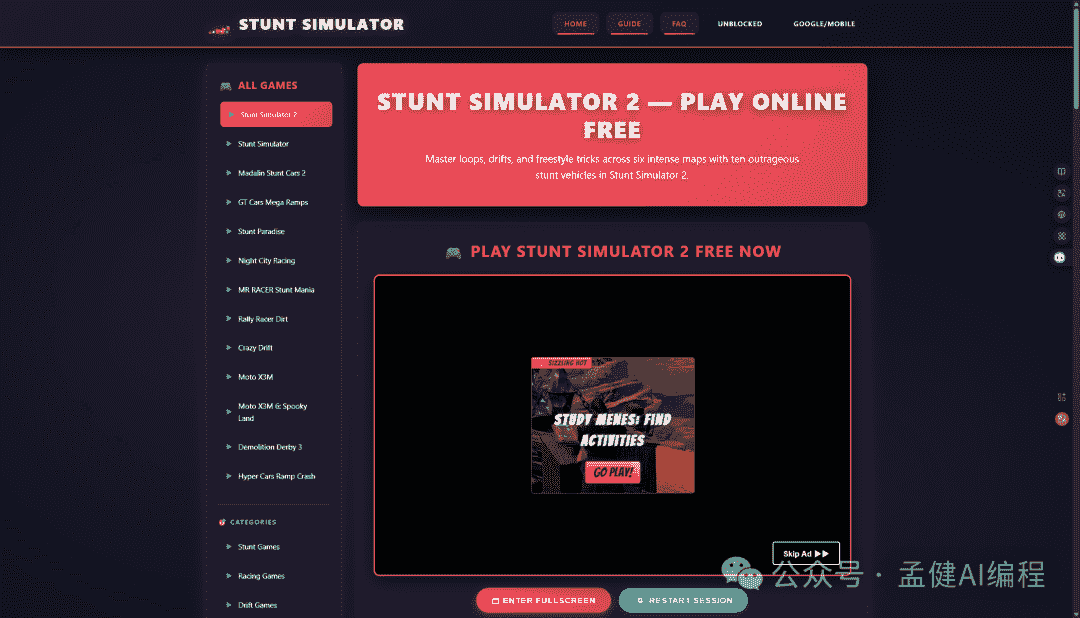 STUNT SIMULATOR
HOME
GUIDE
FAQ
UNBLOCKED
GOOGLE/MOBILE
ALL GAMES
Stunt Simulator 2
Stunt Simulator
Madalin Stunt Cars 2
GT Cars Mega Ramps
Stunt Paradise
Night City Racing
MR RACER Stunt Mania
Rally Racer Dirt
Crazy Drift
Moto X3M
Moto X3M 6: Spooky
Land
Demolition Derby 3
Hyper Cars Ramp Crash
CATEGORIES
Stunt Games
Racing Games
Drift Games
STUNT SIMULATOR 2 — PLAY ONLINE
FREE
Master loops, drifts, and freestyle tricks across six intense maps with ten outrageous
stunt vehicles in Stunt Simulator 2.
PLAY STUNT SIMULATOR 2 FREE NOW
SIZZLING HOT
STUDY MEMES: FIND
ACTIVITIES
GO PLAY!
Skip Ad
ENTER FULLSCREEN
RESTART SESSION
公众号 · 孟健AI编程